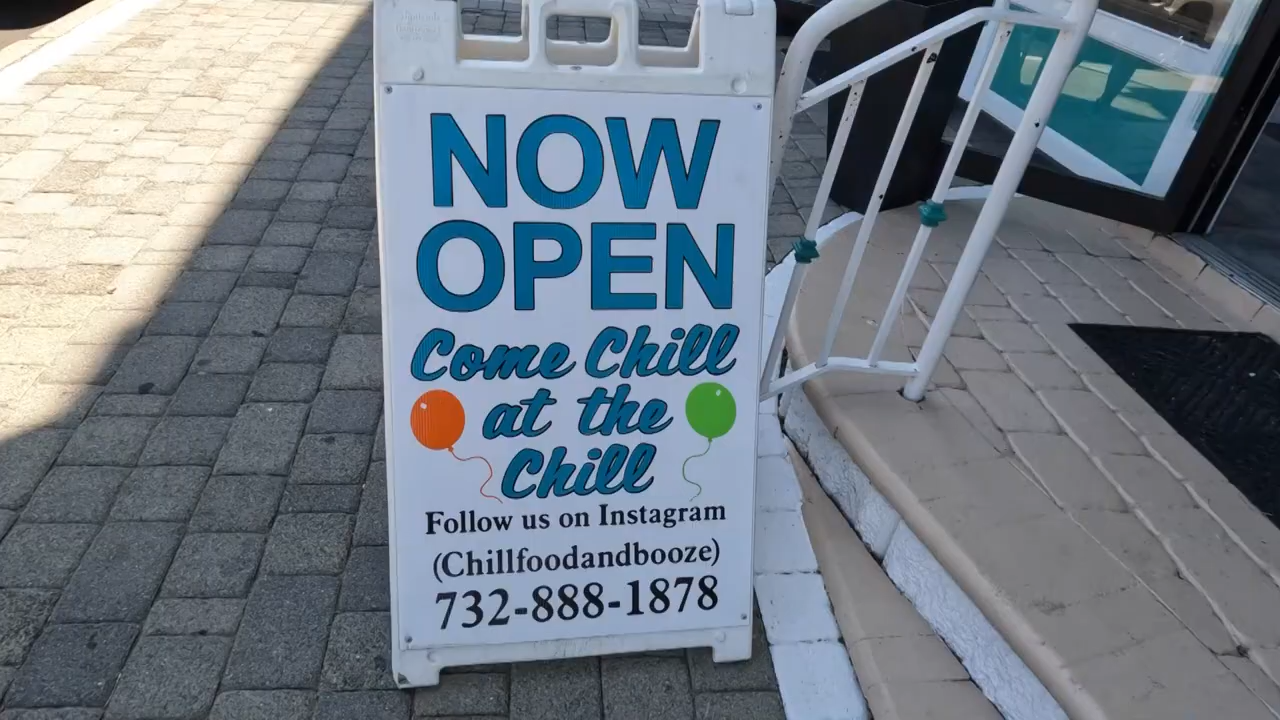 NOW
OPEN
Come Chill
at the
Chill
Follow us on Instagram
(Chillfoodandbooze)
732-888-1878